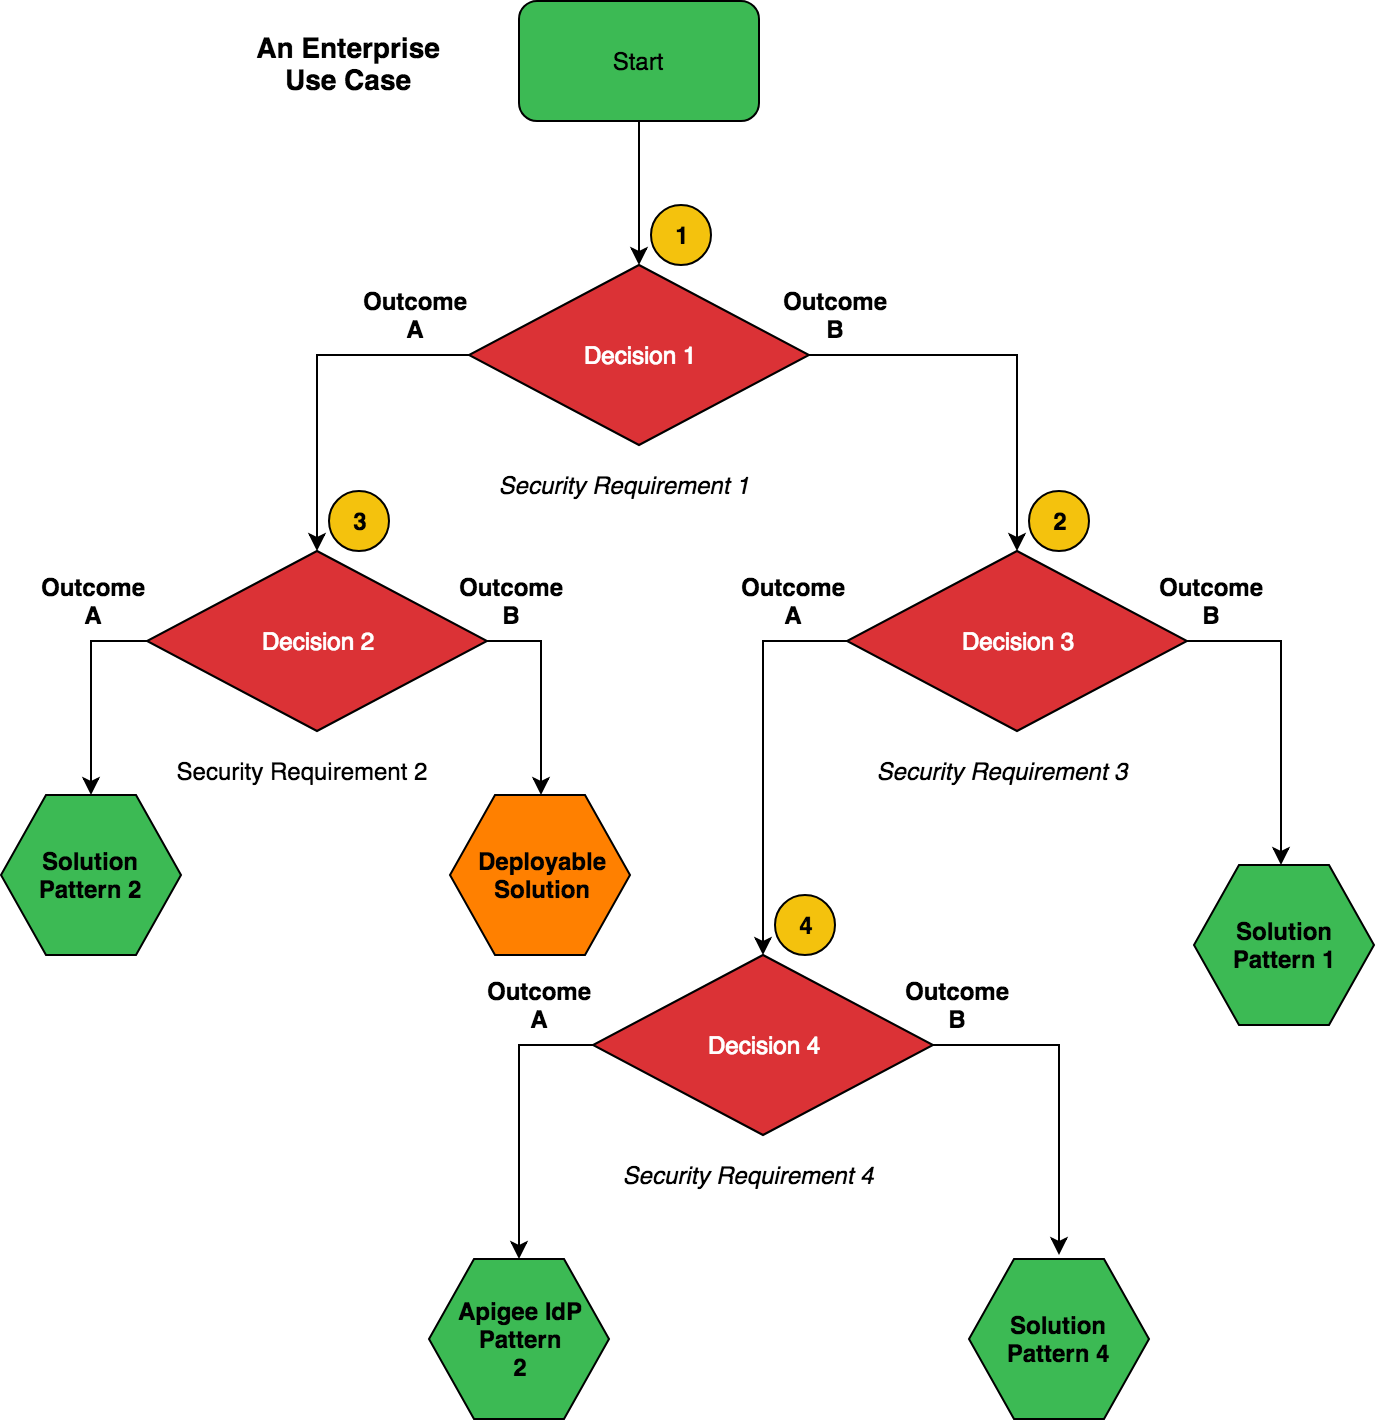 An Enterprise
Use Case
Start
1
Outcome
A
Outcome
B
Decision 1
Security Requirement 1
3
2
Outcome
A
Outcome
B
Outcome
A
Outcome
B
Decision 2
Decision 3
Security Requirement 2
Security Requirement 3
Solution
Pattern 2
Deployable
Solution
4
Solution
Pattern 1
Outcome
A
Outcome
B
Decision 4
Security Requirement 4
Apigee IdP
Pattern
2
Solution
Pattern 4